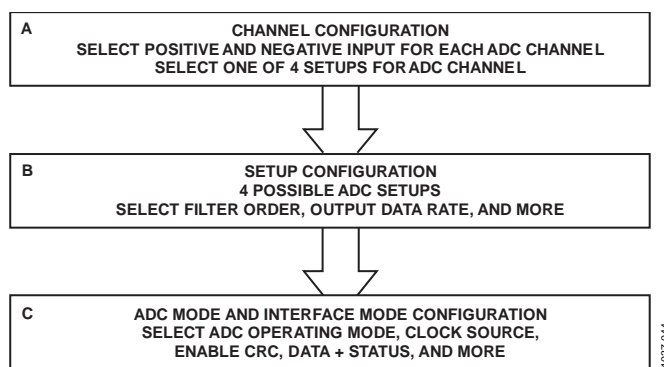 A
CHANNEL CONFIGURATION
SELECT POSITIVE AND NEGATIVE INPUT FOR EACH ADC CHANNEL
SELECT ONE OF 4 SETUPS FOR ADC CHANNEL
B
SETUP CONFIGURATION
4 POSSIBLE ADC SETUPS
SELECT FILTER ORDER, OUTPUT DATA RATE, AND MORE
C
ADC MODE AND INTERFACE MODE CONFIGURATION
SELECT ADC OPERATING MODE, CLOCK SOURCE,
ENABLE CRC, DATA + STATUS, AND MORE